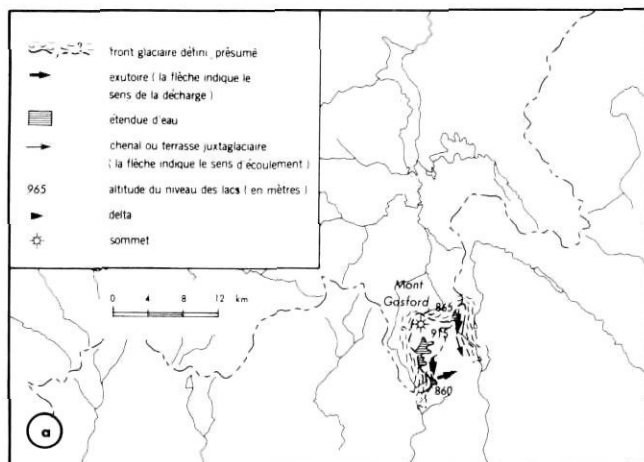 front glaciaire défini, présumé
exutoire ( la flèche indique le
sens de la décharge )
étendue d'eau
chenal ou terrasse juxtaglaciaire
( la flèche indique le sens d'écoulement )
965 altitude du niveau des lacs ( en mètres )
delta
sommet
0 4 8 12 km
Mont
Gosford
865
915
860
a